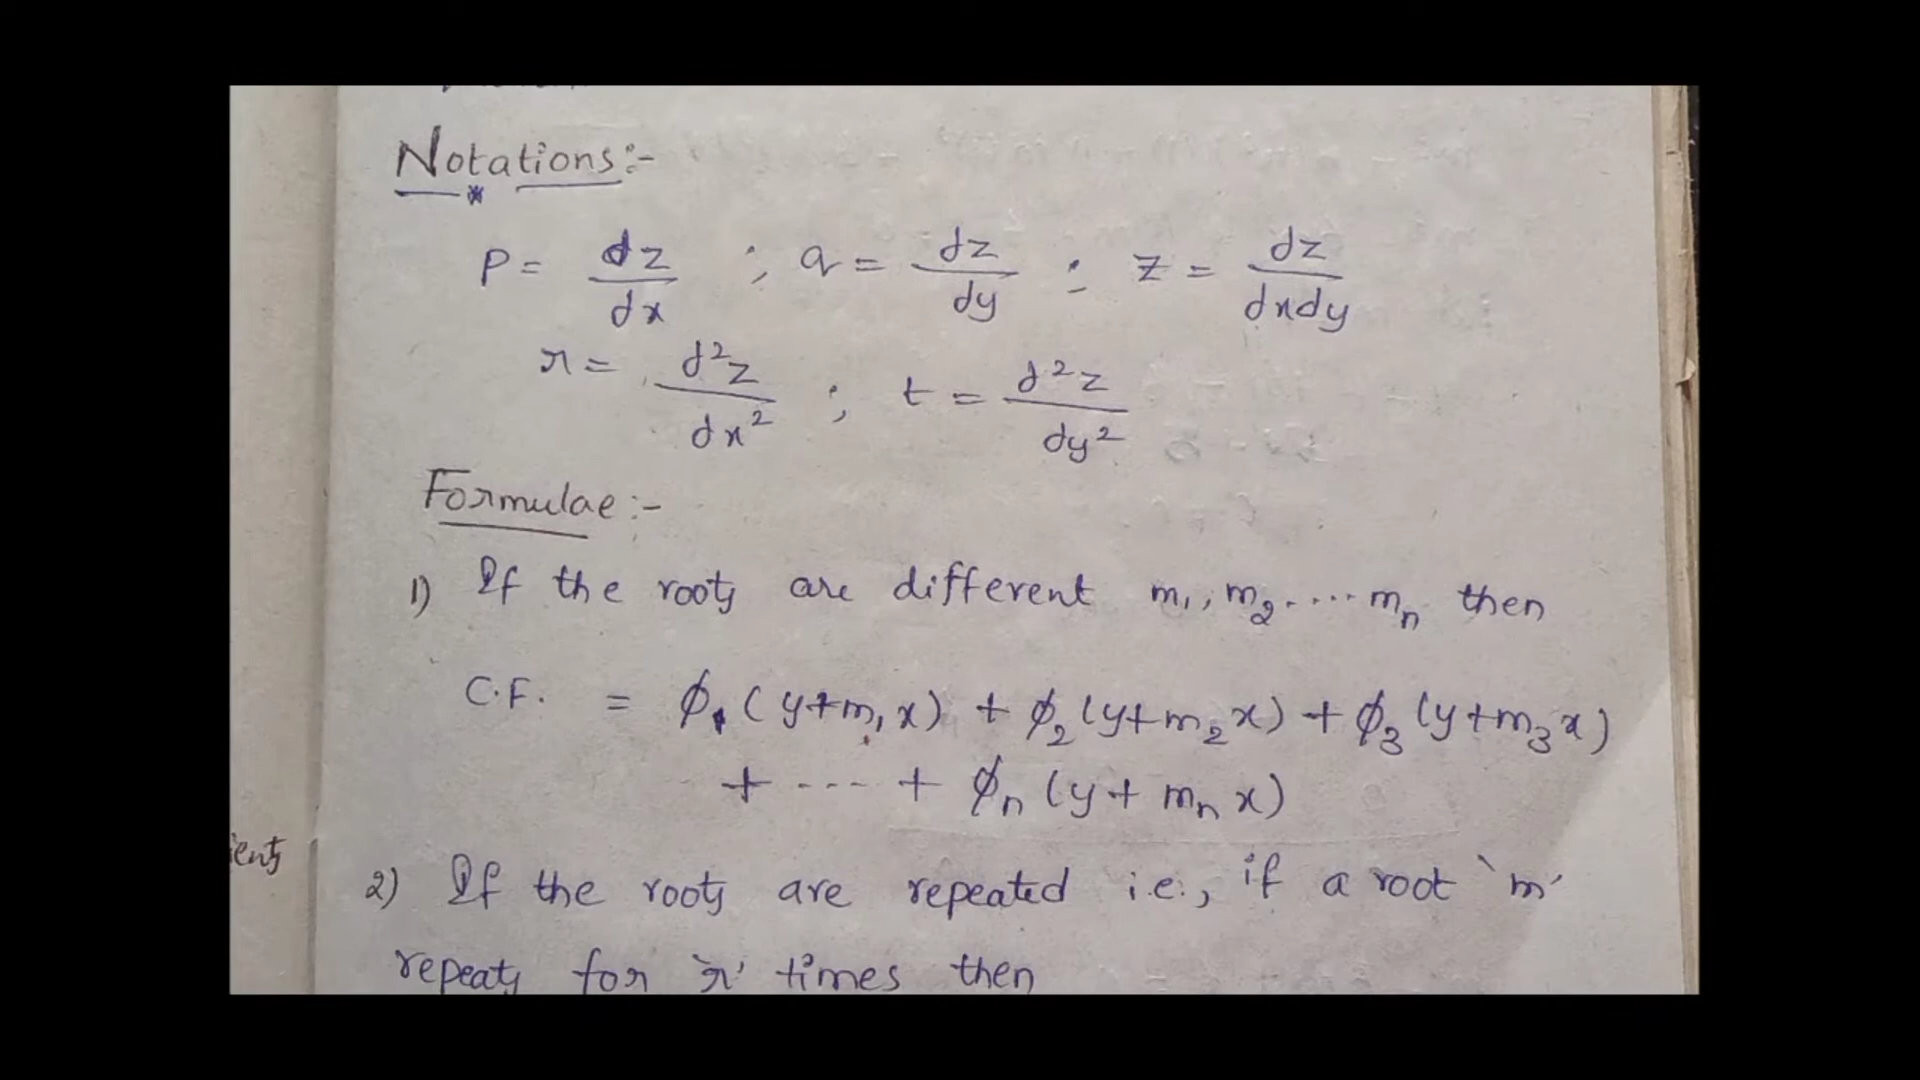 Notations:-
p = dz/dx ; q = dz/dy ; z = dz/dxdy
r = d²z/dx² ; t = d²z/dy²
Formulae:-
1) If the roots are different m₁, m₂.....mₙ then
C.F. = ϕ₁(y+m₁x) + ϕ₂(y+m₂x) + ϕ₃(y+m₃x)
+ ---- + ϕₙ(y+mₙx)
ients
2) If the roots are repeated i.e., if a root `m'
repeats for `r' times then